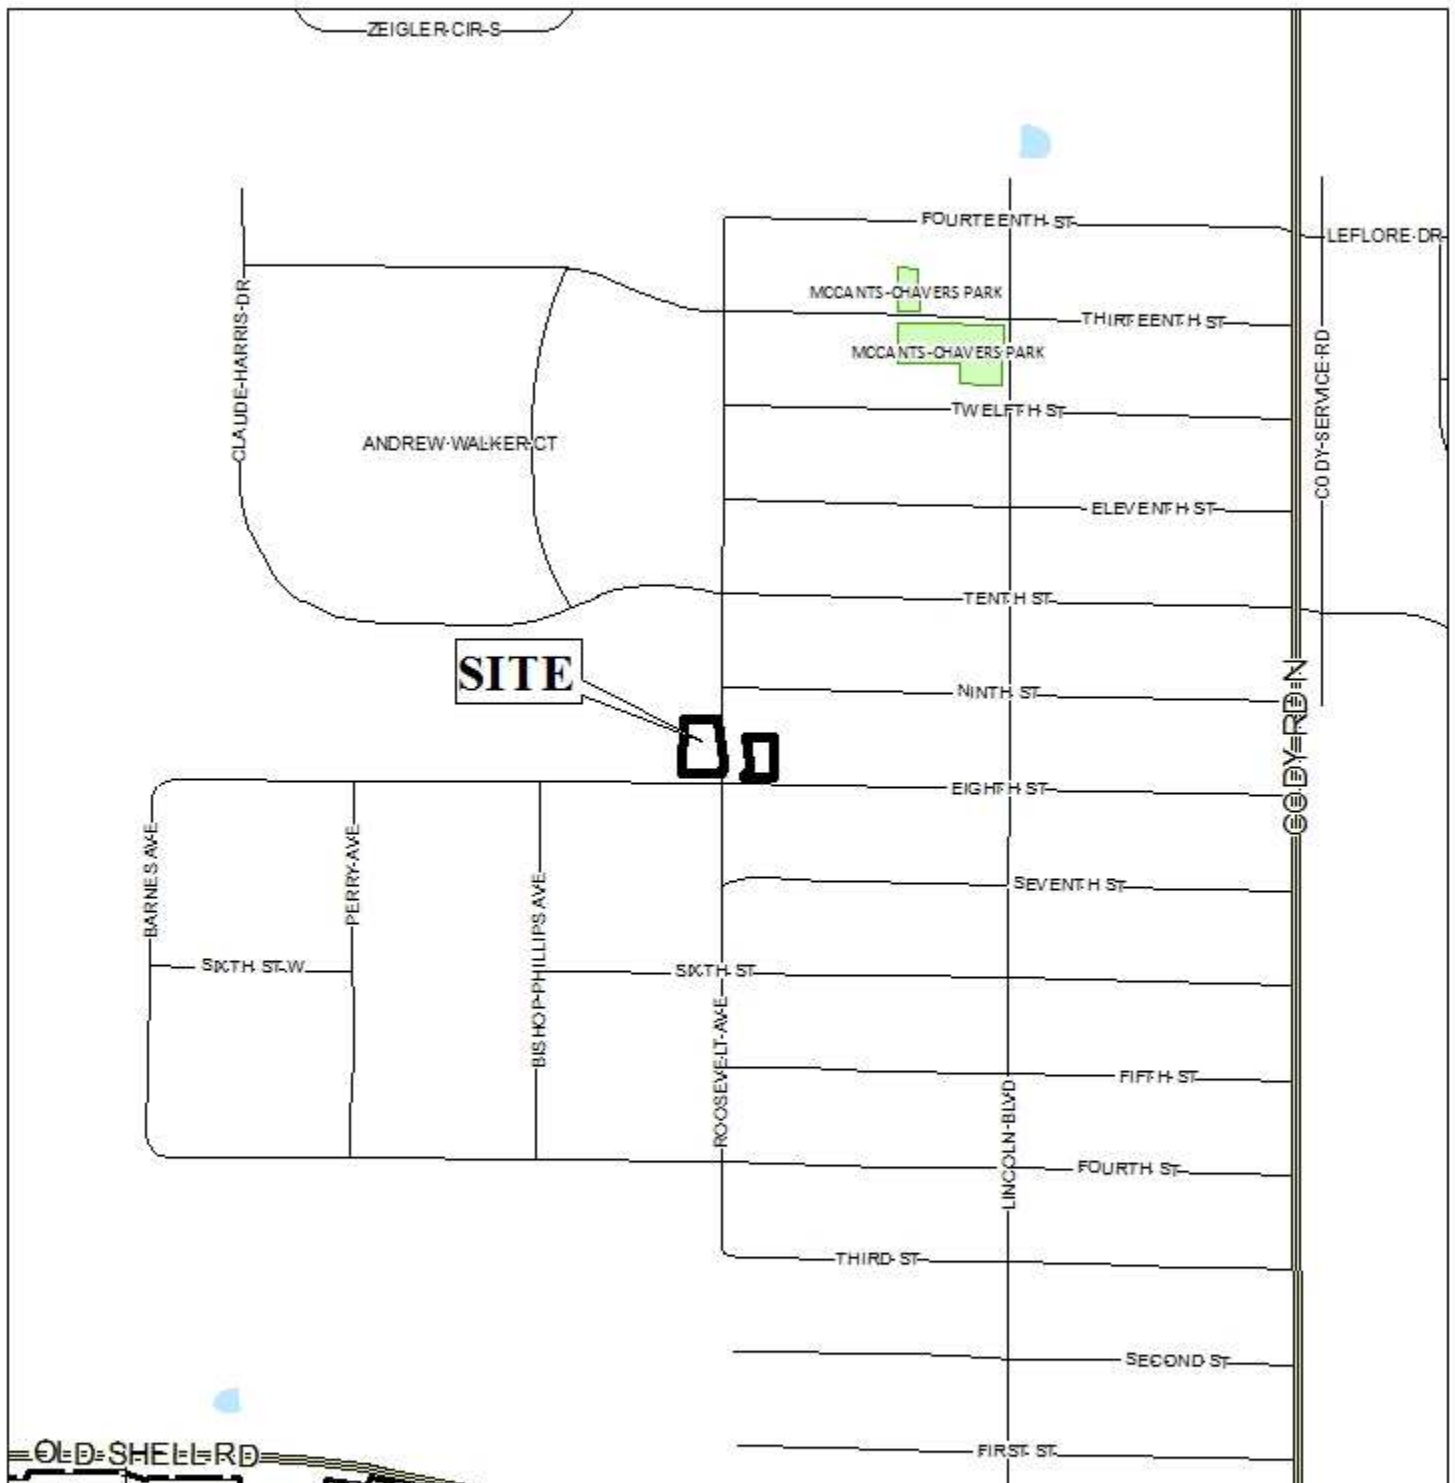 ZEIGLER CIR S
FOURTEENTH ST
LEFLORE DR
MCCANTS-CHAVERS PARK
THIRTEENTH ST
MCCANTS-CHAVERS PARK
CLAUDE HARRIS DR
CODY SERVICE RD
TWELFTH ST
ANDREW WALKER CT
ELEVENTH ST
TENTH ST
SITE
NINTH ST
CODY RD N
EIGHTH ST
BARNES AVE
PERRY AVE
BISHOP PHILLIPS AVE
SEVENTH ST
SIXTH ST W
SIXTH ST
ROOSEVELT AVE
FIFTH ST
LINCOLN BLVD
FOURTH ST
THIRD ST
SECOND ST
OLD SHELL RD
FIRST ST